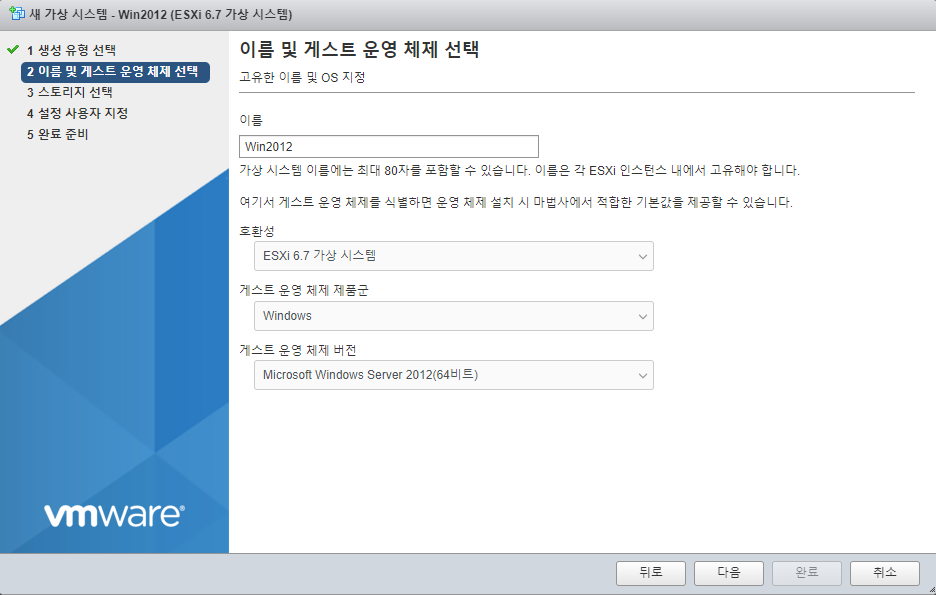 새 가상 시스템 - Win2012 (ESXi 6.7 가상 시스템)
1 생성 유형 선택
2 이름 및 게스트 운영 체제 선택
3 스토리지 선택
4 설정 사용자 지정
5 완료 준비
vmware®
이름 및 게스트 운영 체제 선택
고유한 이름 및 OS 지정
이름
Win2012
가상 시스템 이름에는 최대 80자를 포함할 수 있습니다. 이름은 각 ESXi 인스턴스 내에서 고유해야 합니다.
여기서 게스트 운영 체제를 식별하면 운영 체제 설치 시 마법사에서 적합한 기본값을 제공할 수 있습니다.
호환성
ESXi 6.7 가상 시스템
게스트 운영 체제 제품군
Windows
게스트 운영 체제 버전
Microsoft Windows Server 2012(64비트)
뒤로 다음 완료 취소